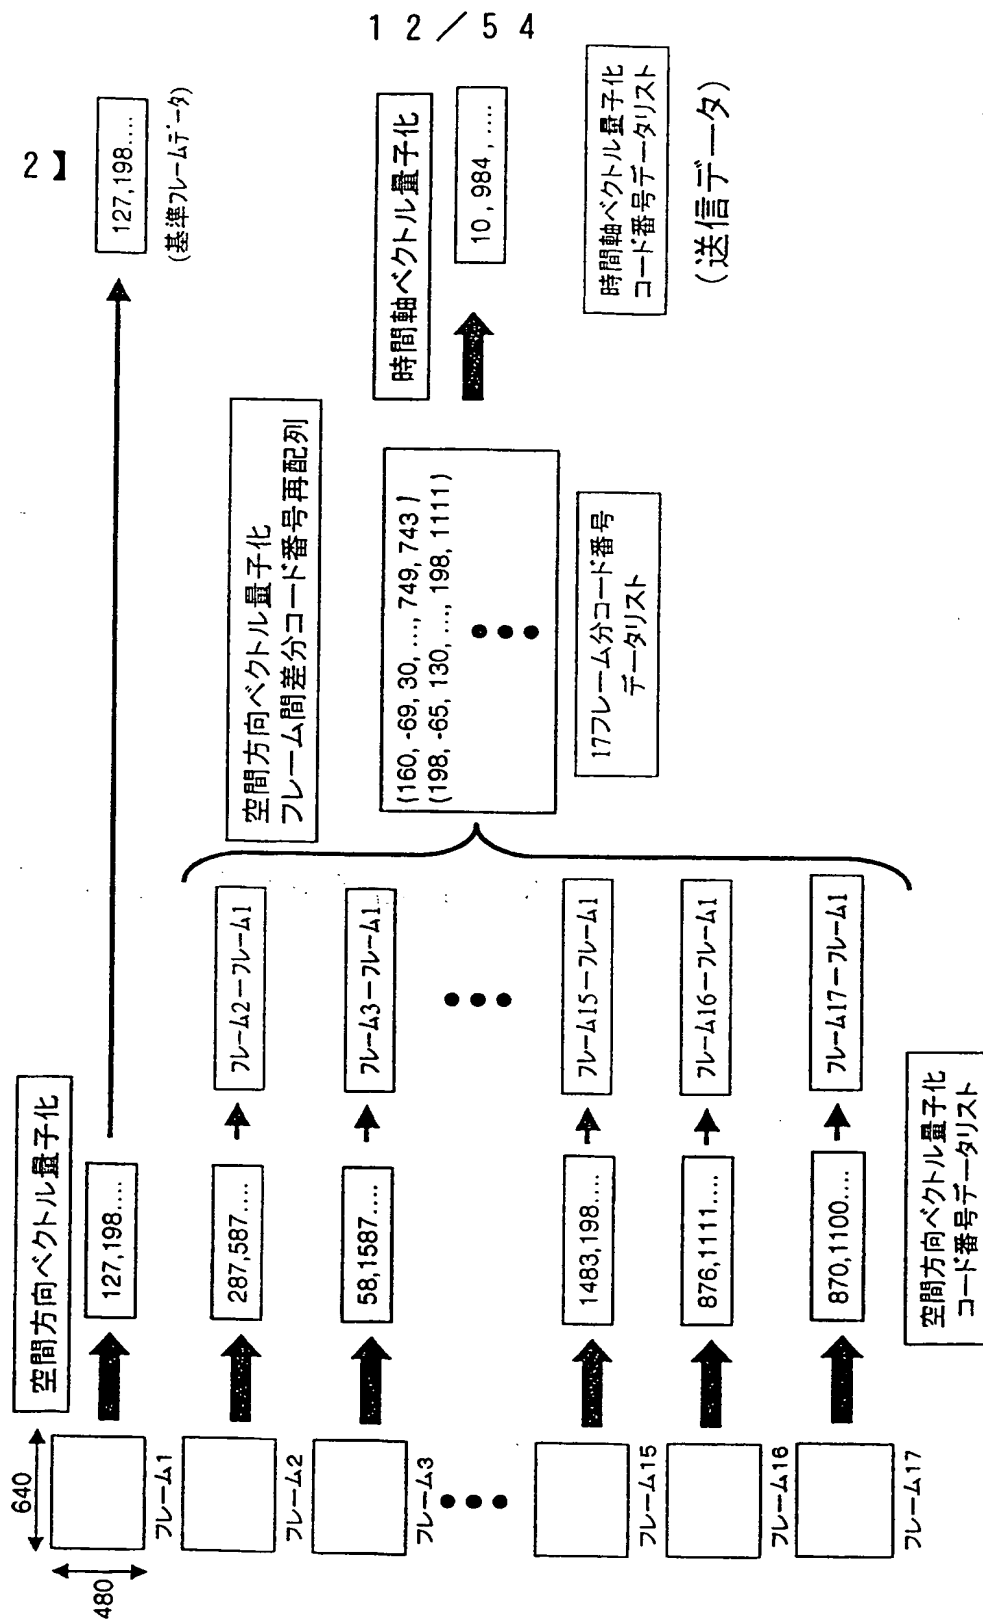 2】
12/54
640
480
フレーム1
フレーム2
フレーム3
フレーム15
フレーム16
フレーム17
空間方向ベクトル量子化
127,198....
287,587....
58,1587....
1483,198....
876,1111....
870,1100....
空間方向ベクトル量子化
コード番号データリスト
フレーム2ーフレーム1
フレーム3ーフレーム1
フレーム15ーフレーム1
フレーム16ーフレーム1
フレーム17ーフレーム1
空間方向ベクトル量子化
フレーム間差分コード番号再配列
(160, -69, 30, ...., 749, 743 )
(198, -65, 130, ...., 198, 1111)
17フレーム分コード番号
データリスト
127,198....
(基準フレームデータ)
時間軸ベクトル量子化
10 , 984 , ....
時間軸ベクトル量子化
コード番号データリスト
(送信データ)